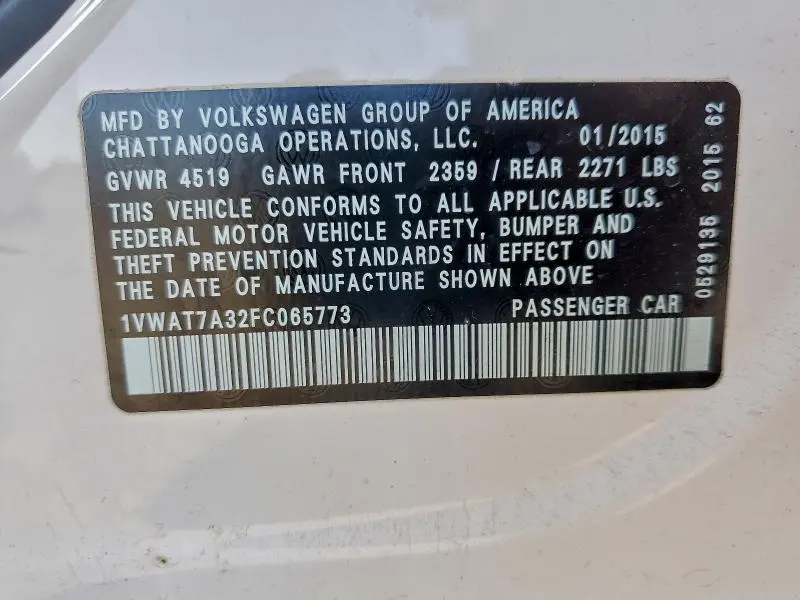 MFD BY VOLKSWAGEN GROUP OF AMERICA
CHATTANOOGA OPERATIONS, LLC. 01/2015
GVWR 4519 GAWR FRONT 2359 / REAR 2271 LBS
THIS VEHICLE CONFORMS TO ALL APPLICABLE U.S.
FEDERAL MOTOR VEHICLE SAFETY, BUMPER AND
THEFT PREVENTION STANDARDS IN EFFECT ON
THE DATE OF MANUFACTURE SHOWN ABOVE
1VWAT7A32FC065773 PASSENGER CAR
0529135 2015 62